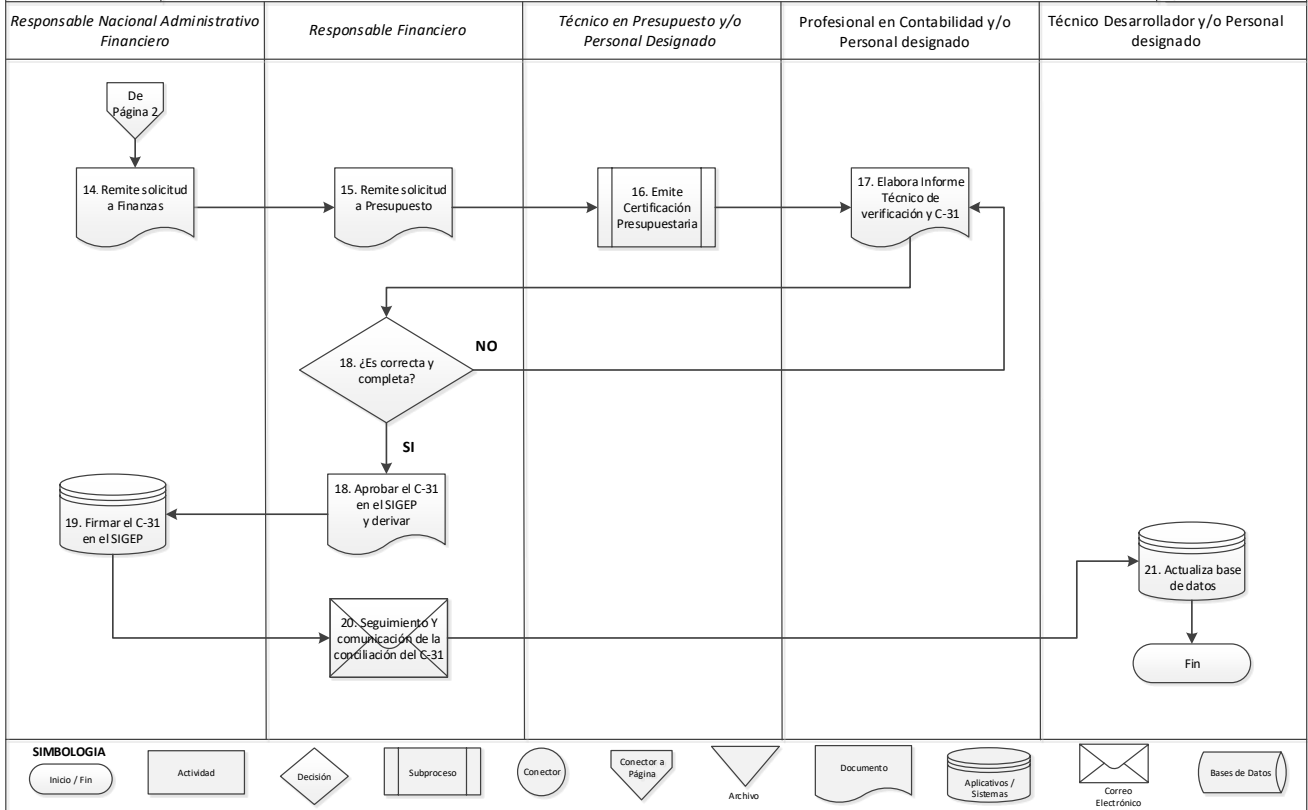 Responsable Nacional Administrativo
Financiero
Responsable Financiero
Técnico en Presupuesto y/o
Personal Designado
Profesional en Contabilidad y/o
Personal designado
Técnico Desarrollador y/o Personal
designado
De
Página 2
14. Remite solicitud
a Finanzas
15. Remite solicitud
a Presupuesto
16. Emite
Certificación
Presupuestaria
17. Elabora Informe
Técnico de
verificación y C-31
18. ¿Es correcta y
completa?
NO
SI
18. Aprobar el C-31
en el SIGEP
y derivar
19. Firmar el C-31
en el SIGEP
20. Seguimiento Y
comunicación de la
conciliación del C-31
21. Actualiza base
de datos
Fin
SIMBOLOGIA
Inicio / Fin
Actividad
Decisión
Subproceso
Conector
Conector a
Página
Archivo
Documento
Aplicativos /
Sistemas
Correo
Electrónico
Bases de Datos